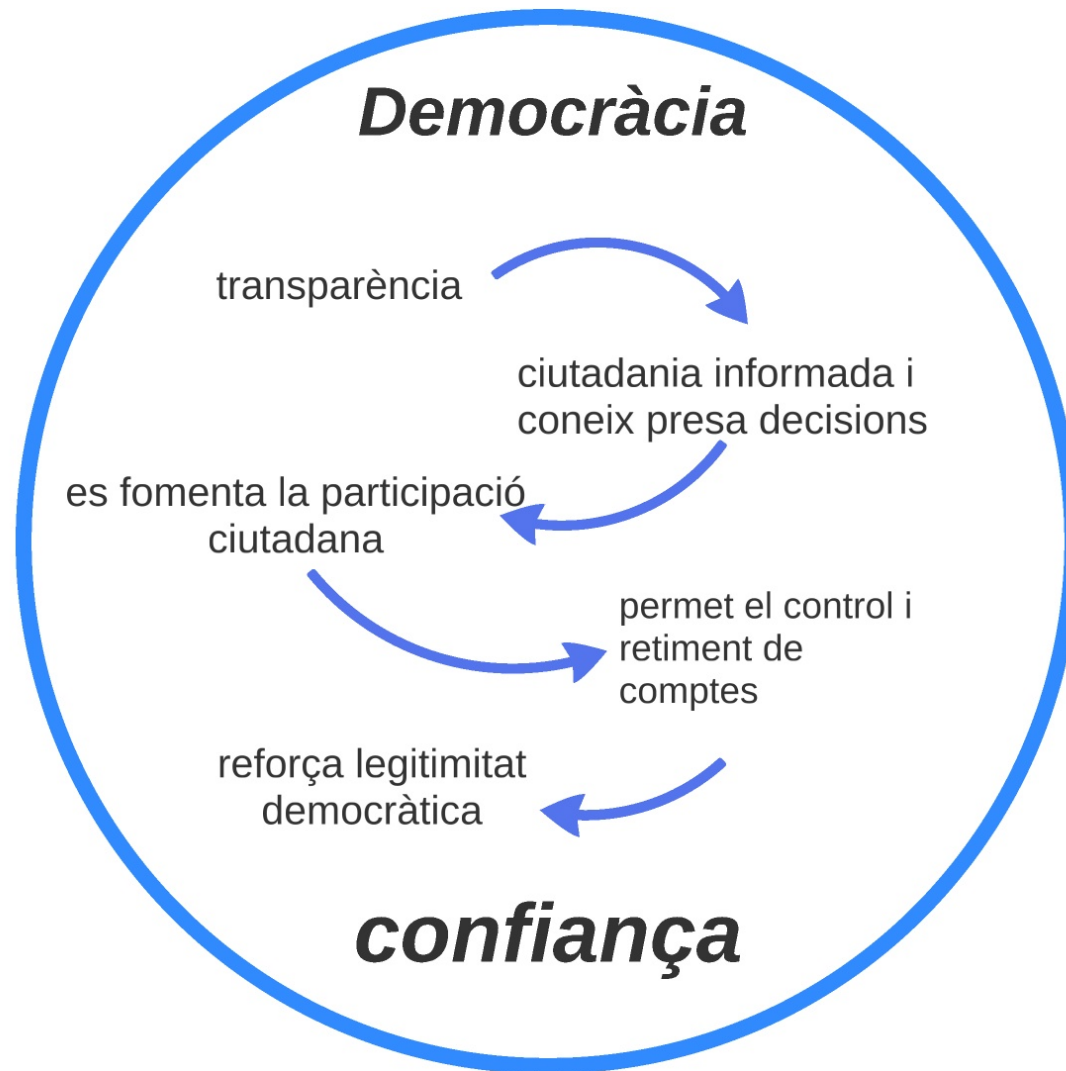 Democràcia
transparència
ciutadania informada i
coneix presa decisions
es fomenta la participació
ciutadana
permet el control i
retiment de
comptes
reforça legitimitat
democràtica
confiança